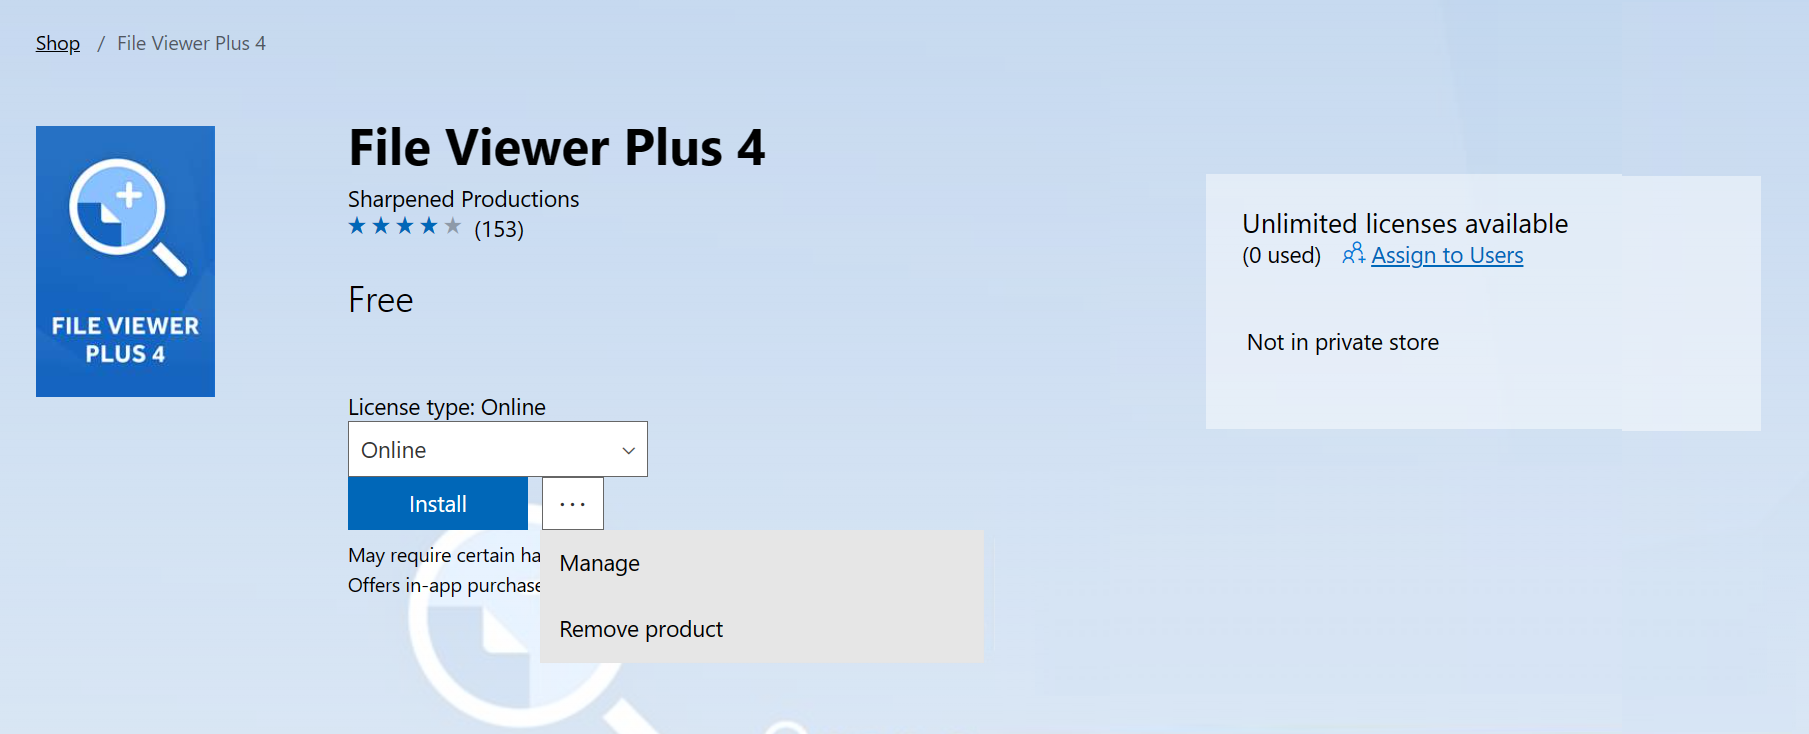 Shop / File Viewer Plus 4
FILE VIEWER
PLUS 4
File Viewer Plus 4
Sharpened Productions
(153)
Free
License type: Online
Online
Install ...
May require certain ha
Offers in-app purchase
Manage
Remove product
Unlimited licenses available
(0 used) Assign to Users
Not in private store